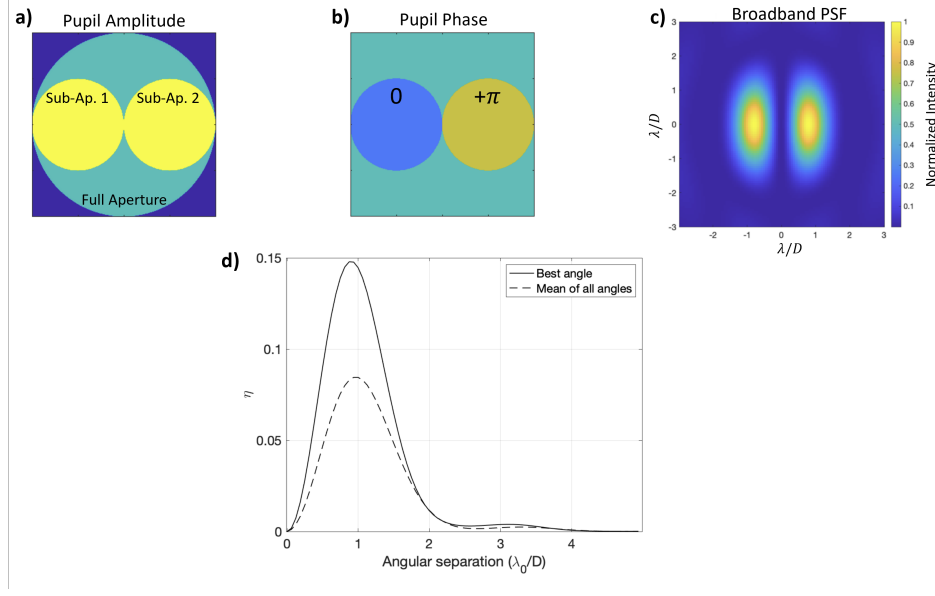 a)
Pupil Amplitude
Sub-Ap. 1
Sub-Ap. 2
Full Aperture
b)
Pupil Phase
0
+π
c)
Broadband PSF
3
2
1
0
-1
-2
-3
λ/D
-2
-1
0
1
2
3
λ/D
1
0.9
0.8
0.7
0.6
0.5
0.4
0.3
0.2
0.1
Normalized Intensity
d)
0.15
0.1
0.05
0
η
Best angle
Mean of all angles
0
1
2
3
4
Angular separation (λ₀/D)